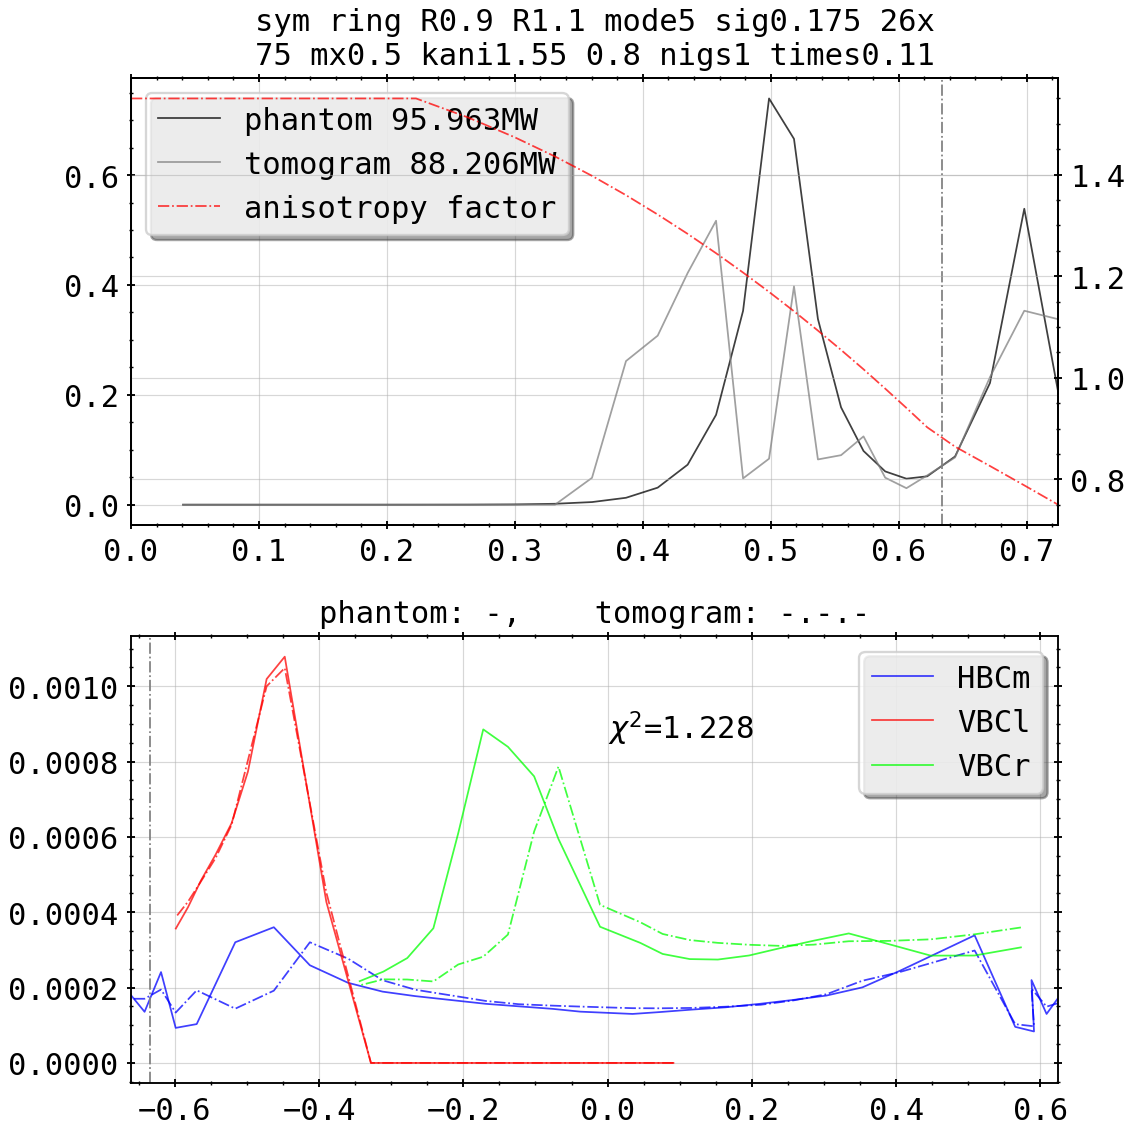 sym ring R0.9 R1.1 mode5 sig0.175 26x
75 mx0.5 kani1.55 0.8 nigs1 times0.11
phantom 95.963MW
tomogram 88.206MW
anisotropy factor
0.6
0.4
0.2
0.0
1.4
1.2
1.0
0.8
0.0 0.1 0.2 0.3 0.4 0.5 0.6 0.7
phantom: -, tomogram: -.-.-
HBCm
VBCl
VBCr
χ²=1.228
0.0010
0.0008
0.0006
0.0004
0.0002
0.0000
−0.6 −0.4 −0.2 0.0 0.2 0.4 0.6